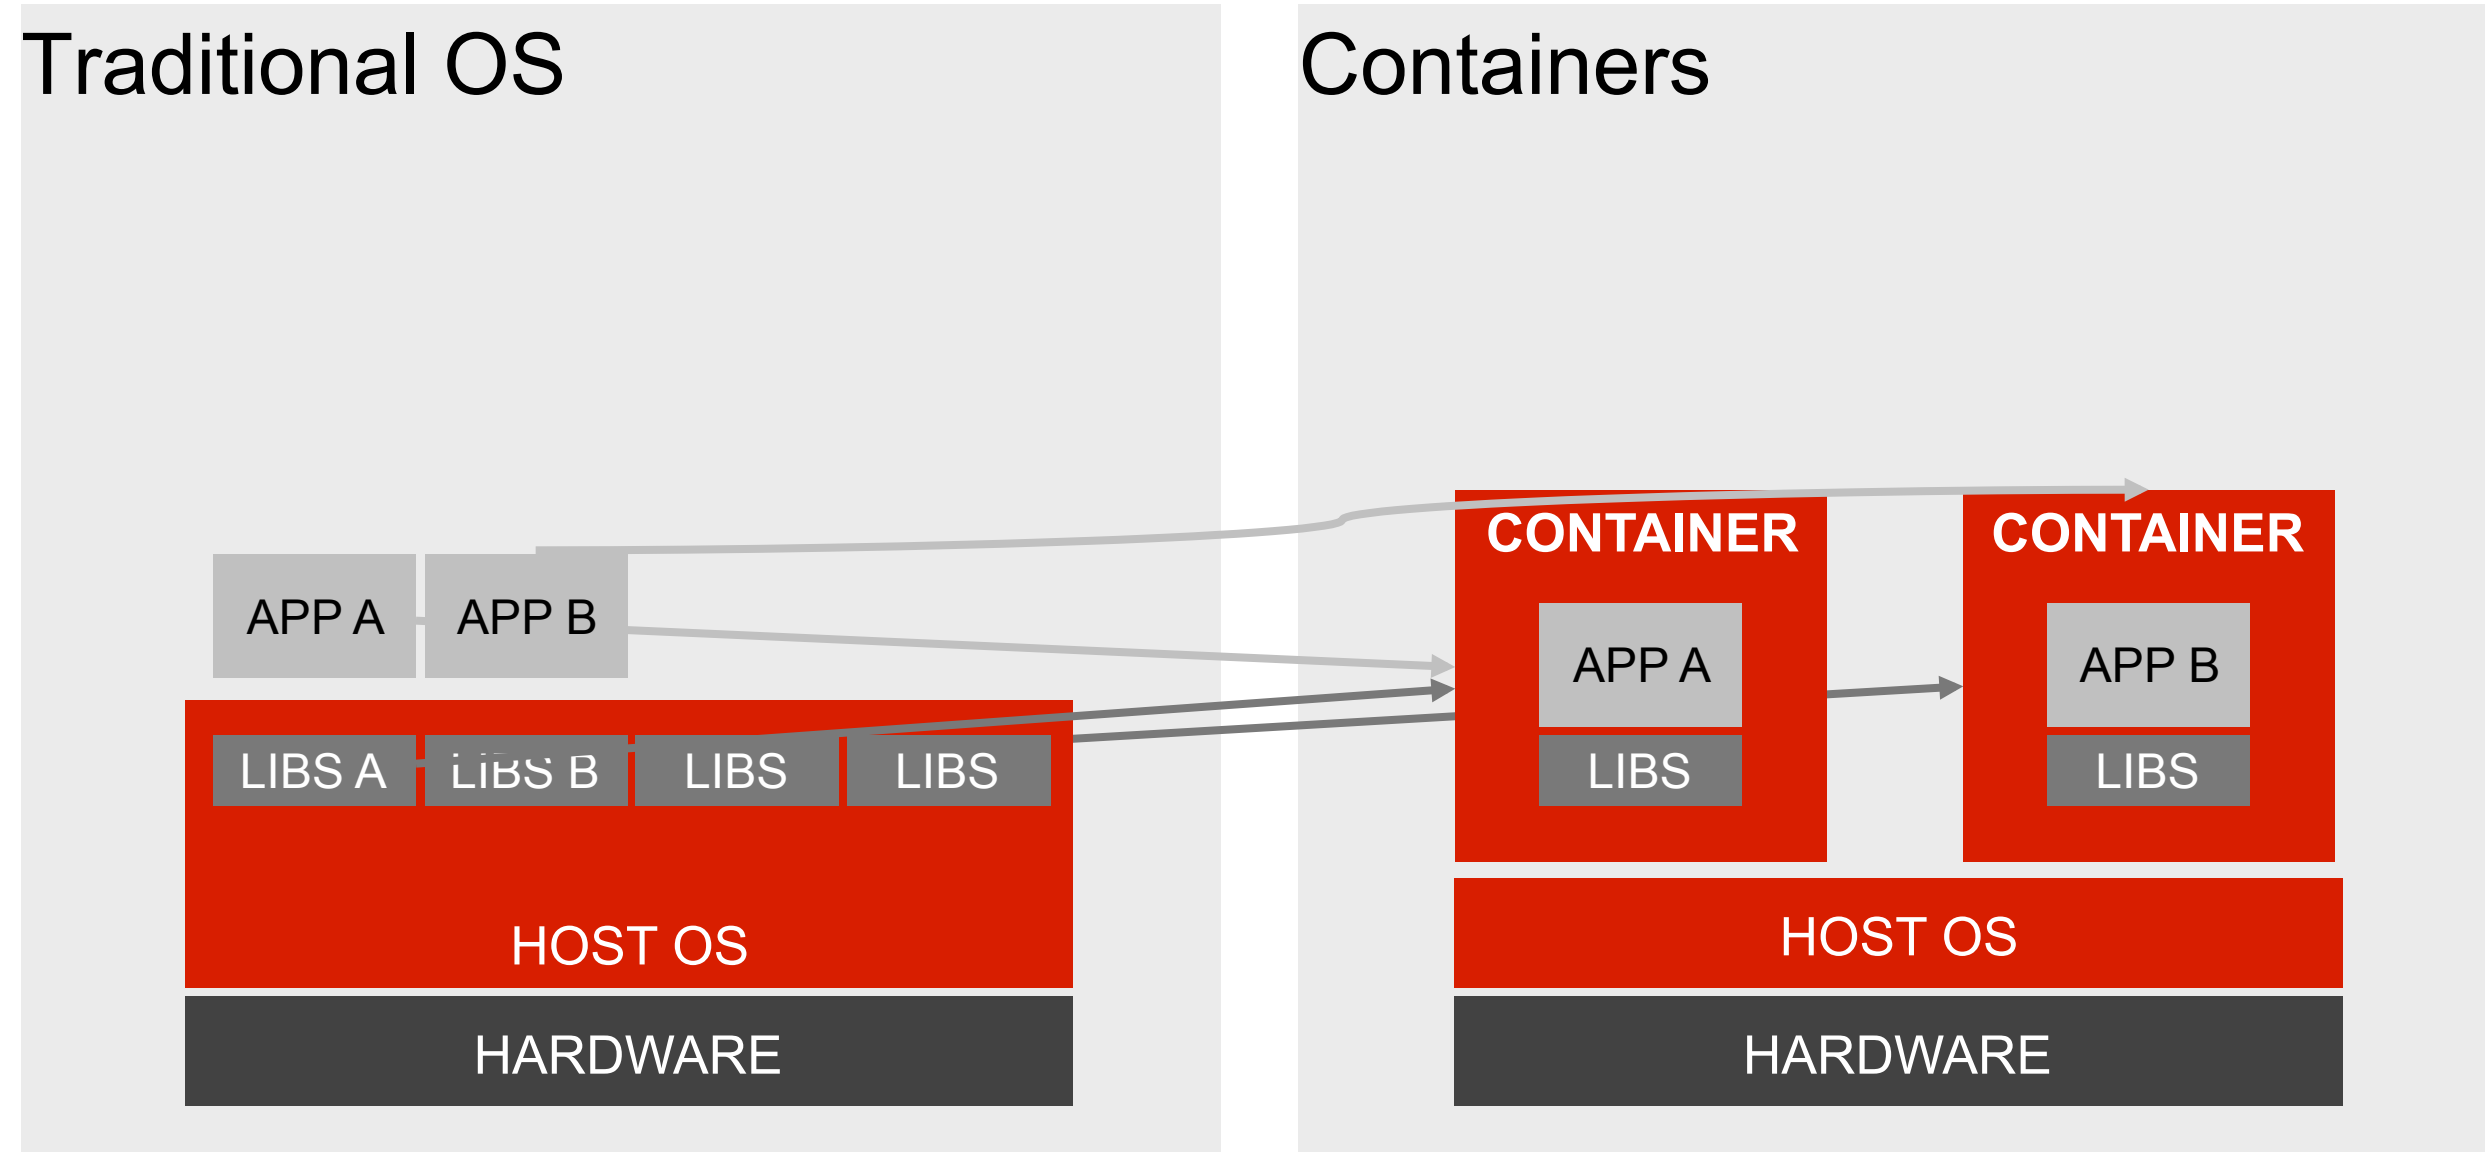 Traditional OS
APP A
APP B
LIBS A
LIBS B
LIBS
LIBS
HOST OS
HARDWARE
Containers
CONTAINER
APP A
LIBS
CONTAINER
APP B
LIBS
HOST OS
HARDWARE